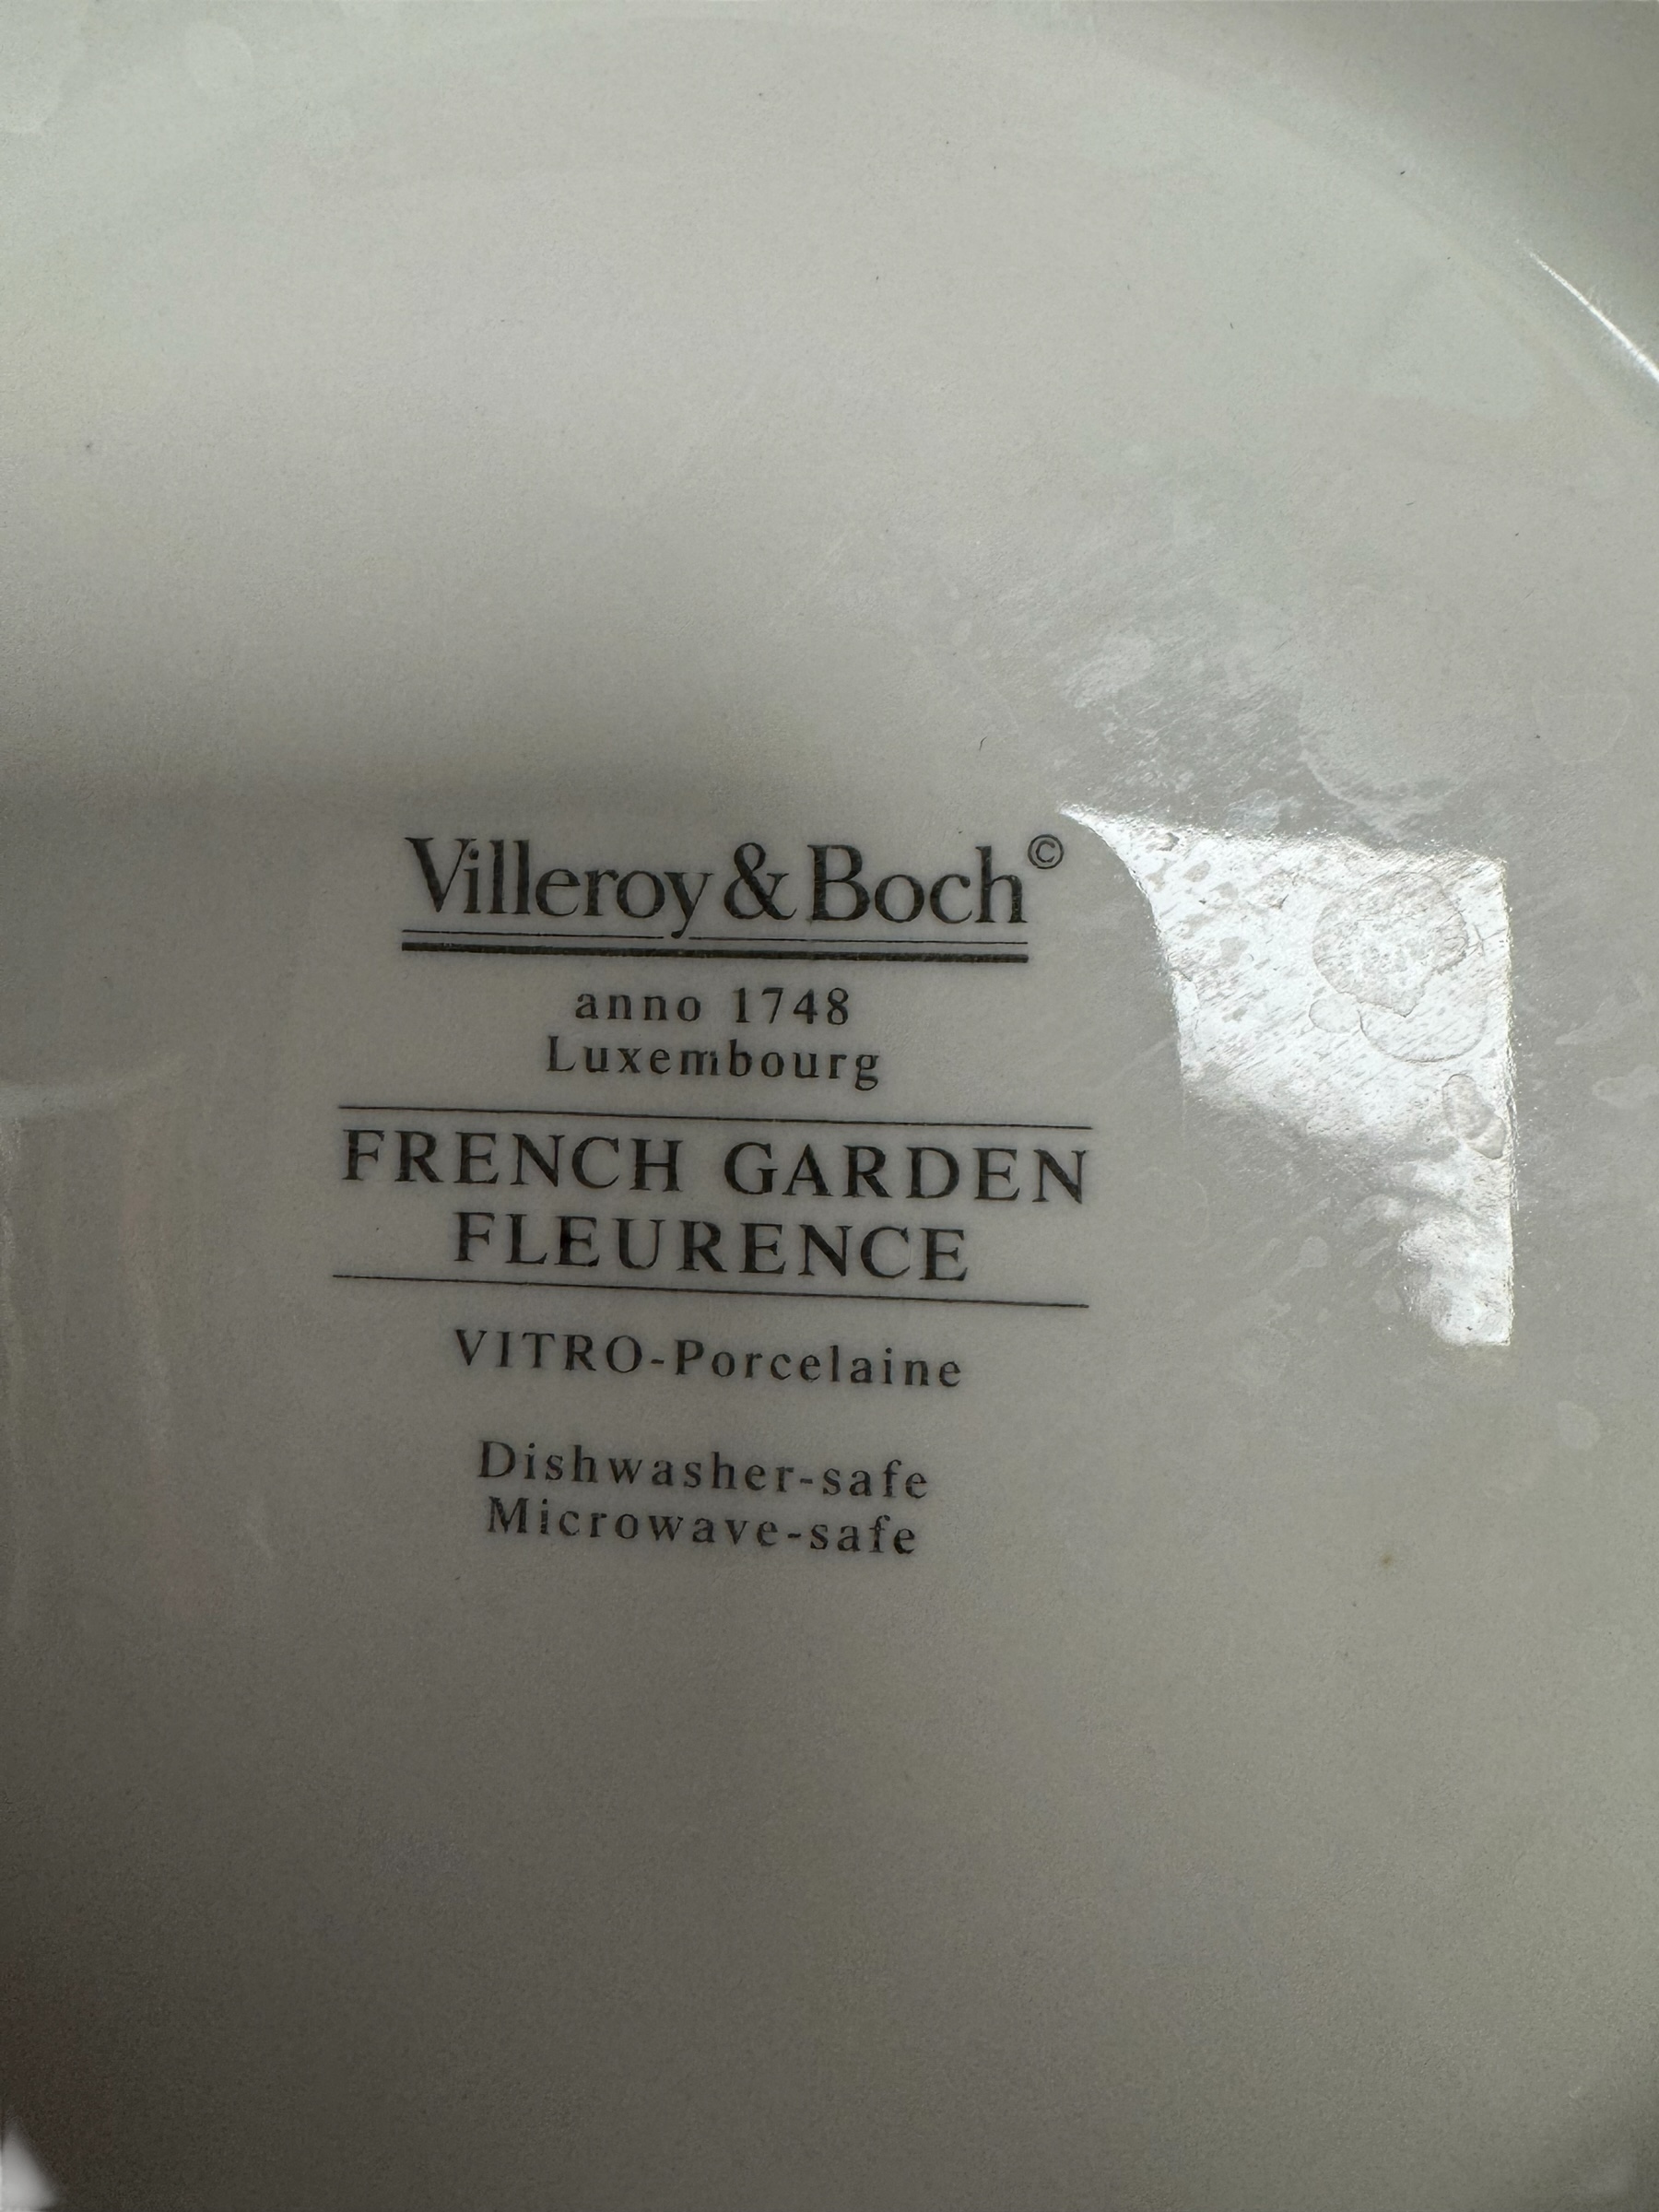 Villeroy & Boch©
anno 1748
Luxembourg
FRENCH GARDEN
FLEURENCE
VITRO-Porcelaine
Dishwasher-safe
Microwave-safe